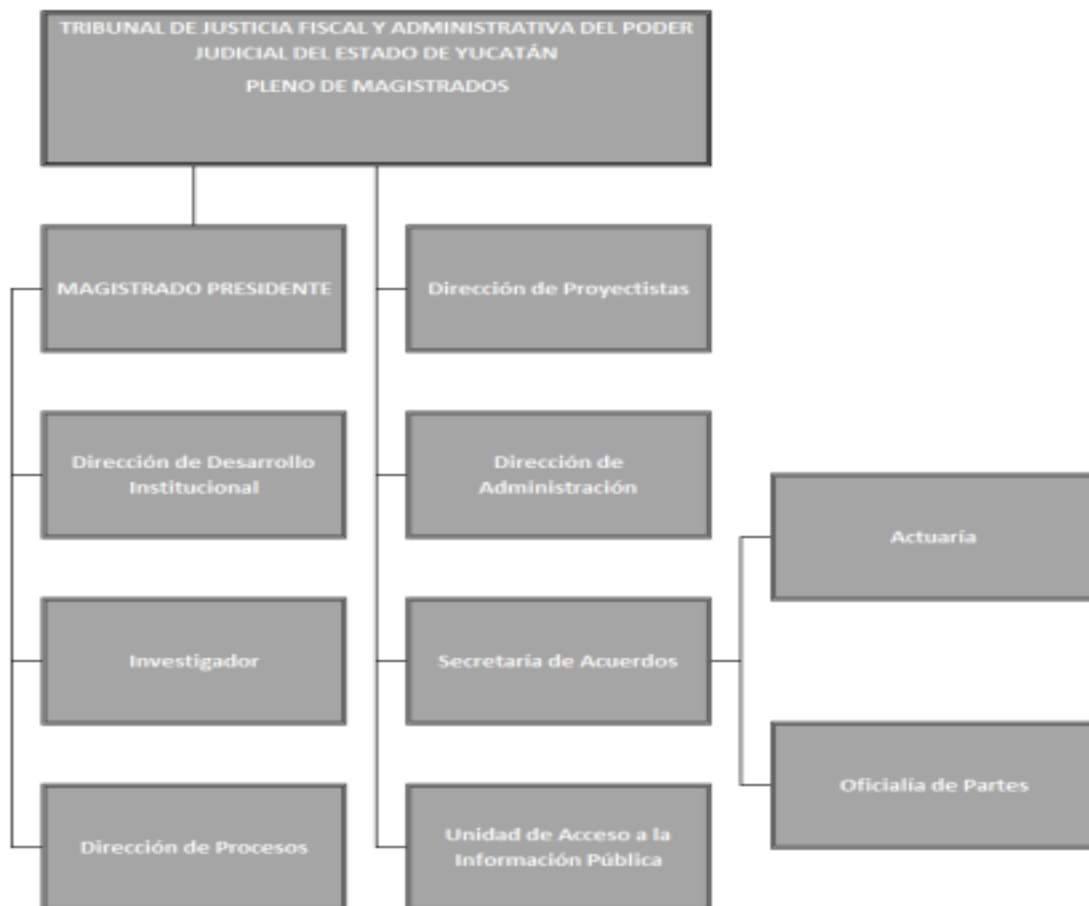 TRIBUNAL DE JUSTICIA FISCAL Y ADMINISTRATIVA DEL PODER
JUDICIAL DEL ESTADO DE YUCATÁN
PLENO DE MAGISTRADOS
MAGISTRADO PRESIDENTE
Dirección de Proyectistas
Dirección de Desarrollo
Institucional
Dirección de
Administración
Actuaría
Investigador
Secretaría de Acuerdos
Oficialía de Partes
Dirección de Procesos
Unidad de Acceso a la
Información Pública